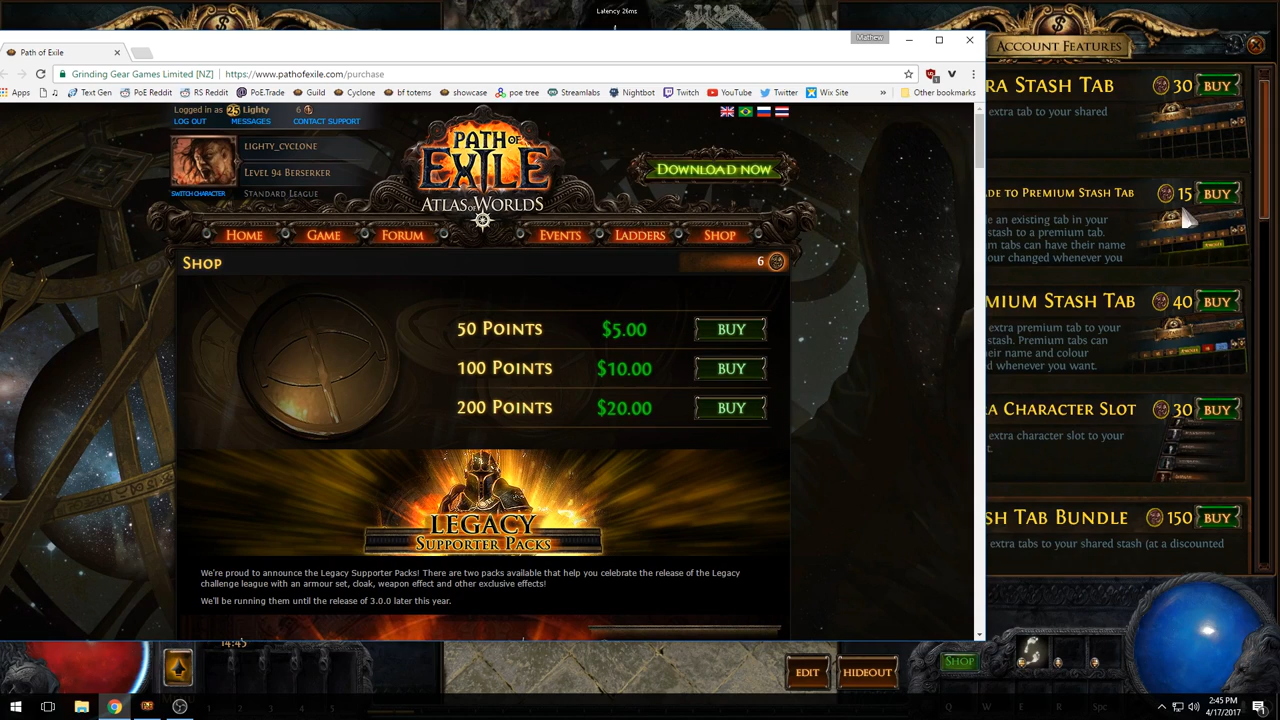 Latency 26ms
Mathew
Path of Exile
Grinding Gear Games Limited [NZ]
https://www.pathofexile.com/purchase
Apps
Text Gen
PoE Reddit
RS Reddit
PoE.Trade
Guild
Cyclone
bf totems
showcase
poe tree
Streamlabs
Nightbot
Twitch
YouTube
Twitter
Wix Site
»
Other bookmarks
Logged in as 25 Lighty
6
LOG OUT
MESSAGES
CONTACT SUPPORT
LIGHTY_CYCLONE
LEVEL 94 BERSERKER
STANDARD LEAGUE
SWITCH CHARACTER
PATH OF EXILE
ATLAS OF WORLDS
DOWNLOAD NOW
HOME
GAME
FORUM
EVENTS
LADDERS
SHOP
SHOP
6
50 POINTS $5.00 BUY
100 POINTS $10.00 BUY
200 POINTS $20.00 BUY
LEGACY
SUPPORTER PACKS
We're proud to announce the Legacy Supporter Packs! There are two packs available that help you celebrate the release of the Legacy
challenge league with an armour set, cloak, weapon effect and other exclusive effects!
We'll be running them until the release of 3.0.0 later this year.
ACCOUNT FEATURES
RA STASH TAB 30 BUY
extra tab to your shared
ADE TO PREMIUM STASH TAB 15 BUY
e an existing tab in your
stash to a premium tab.
m tabs can have their name
our changed whenever you
MIUM STASH TAB 40 BUY
extra premium tab to your
stash. Premium tabs can
eir name and colour
d whenever you want.
A CHARACTER SLOT 30 BUY
extra character slot to your
SH TAB BUNDLE 150 BUY
extra tabs to your shared stash (at a discounted
14:45
EDIT
HIDEOUT
SHOP
1 2 3 4 5
Q W E R T Spc
2:45 PM
4/17/2017